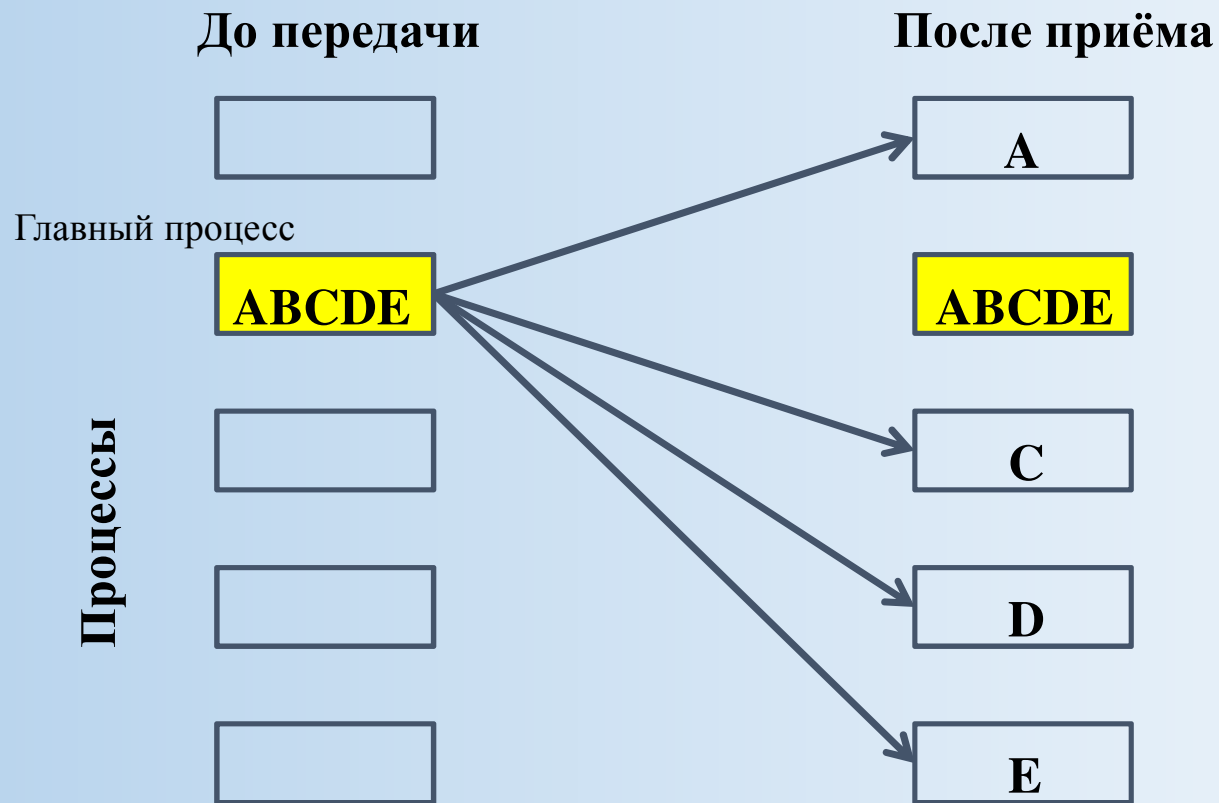 До передачи
После приёма
A
Главный процесс
ABCDE
ABCDE
Процессы
C
D
E